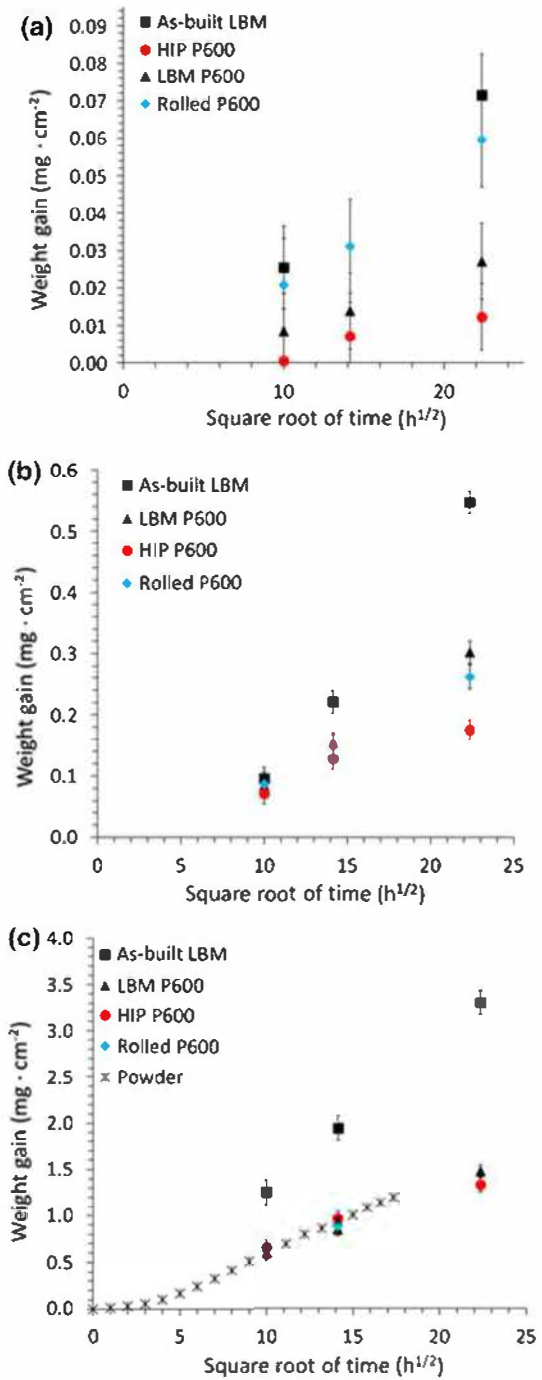 (a)
As-built LBM
HIP P600
LBM P600
Rolled P600
0.09
0.08
0.07
0.06
0.05
0.04
0.03
0.02
0.01
0.00
Weight gain (mg · cm-2)
0 10 20
Square root of time (h1/2)
(b)
As-built LBM
LBM P600
HIP P600
Rolled P600
0.6
0.5
0.4
0.3
0.2
0.1
0.0
Weight gain (mg · cm-2)
0 5 10 15 20 25
Square root of time (h1/2)
(c)
As-built LBM
LBM P600
HIP P600
Rolled P600
Powder
4.0
3.5
3.0
2.5
2.0
1.5
1.0
0.5
0.0
Weight gain (mg · cm-2)
0 5 10 15 20 25
Square root of time (h1/2)